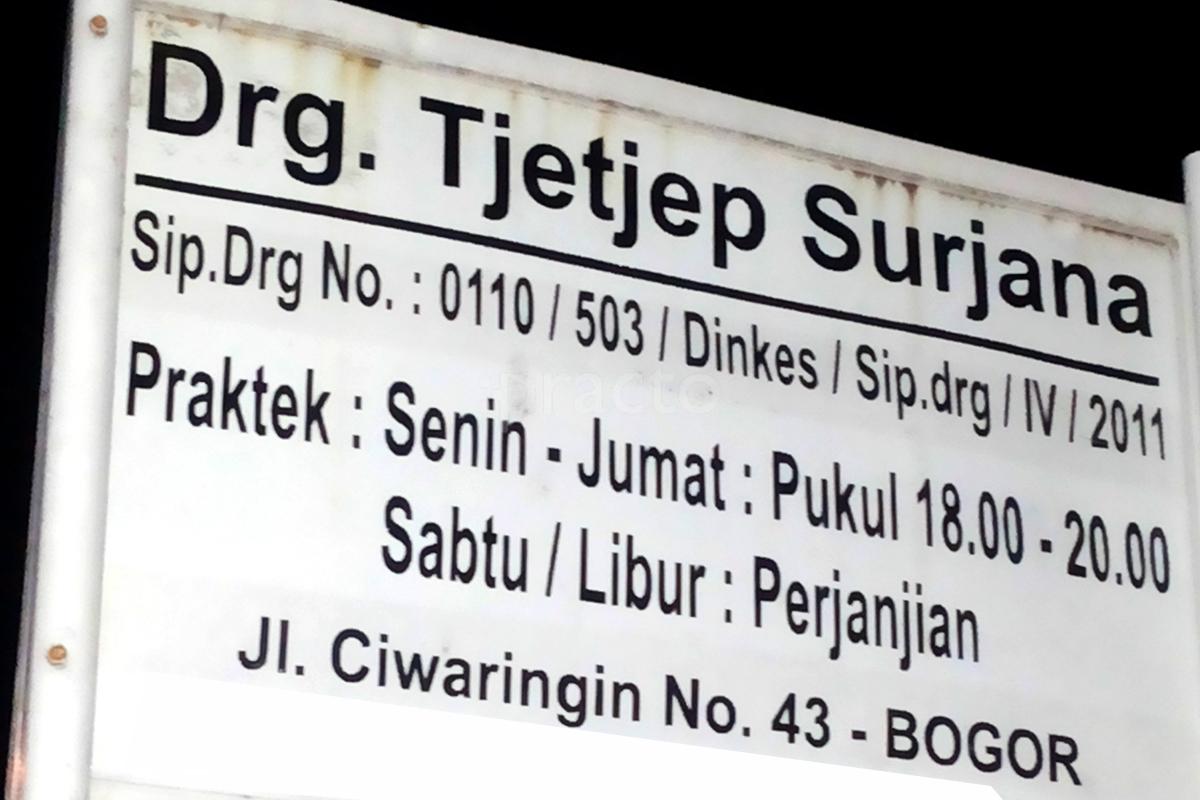 Drg. Tjetjep Surjana
Sip.Drg No. : 0110 / 503 / Dinkes / Sip.drg / IV / 2011
Praktek : Senin - Jumat : Pukul 18.00 - 20.00
Sabtu / Libur : Perjanjian
Jl. Ciwaringin No. 43 - BOGOR
practo